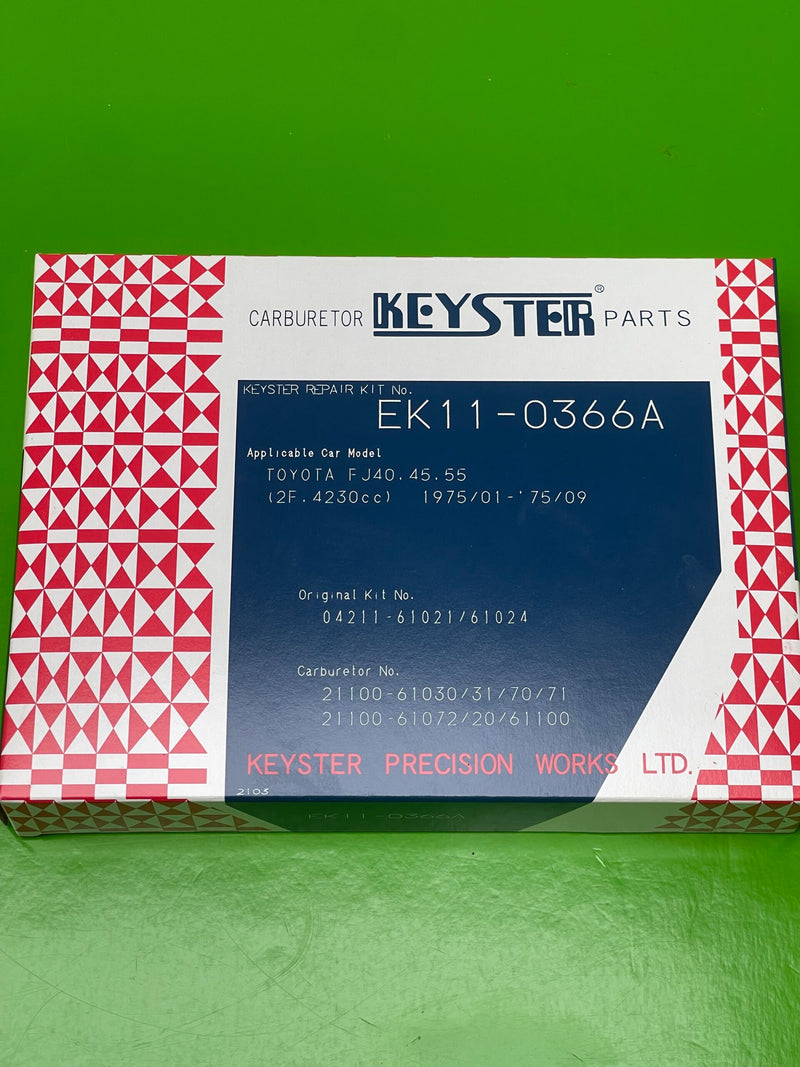 CARBURETOR KEYSTER® PARTS
KEYSTER REPAIR KIT No.
EK11-0366A
Applicable Car Model
TOYOTA FJ40.45.55
(2F.4230cc) 1975/01-'75/09
Original Kit No.
04211-61021/61024
Carburetor No.
21100-61030/31/70/71
21100-61072/20/61100
KEYSTER PRECISION WORKS LTD.
2105
EK11-0366A